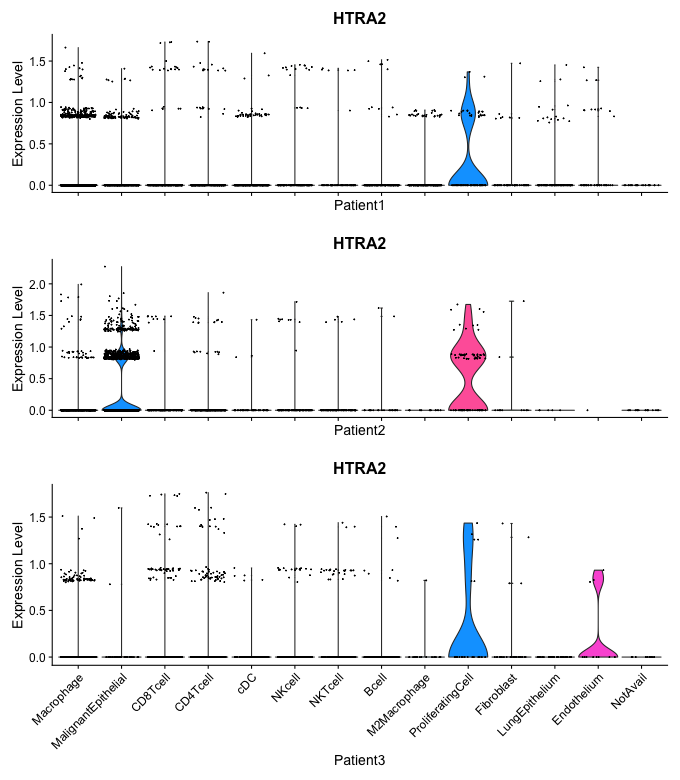 HTRA2
Expression Level
1.5
1.0
0.5
0.0
Patient1
HTRA2
Expression Level
2.0
1.5
1.0
0.5
0.0
Patient2
HTRA2
Expression Level
1.5
1.0
0.5
0.0
Macrophage
MalignantEpithelial
CD8Tcell
CD4Tcell
cDC
NKcell
NKTcell
Bcell
M2Macrophage
ProliferatingCell
Fibroblast
LungEpithelium
Endothelium
NotAvail
Patient3